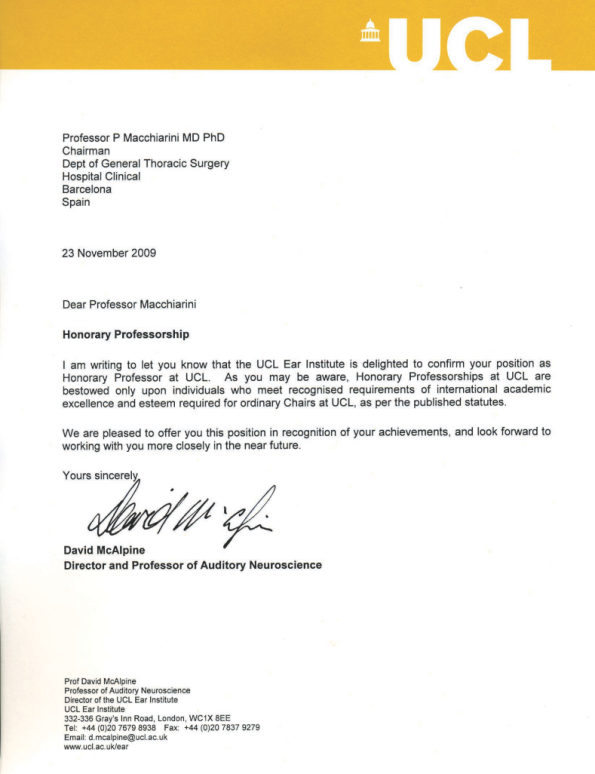 UCL
Professor P Macchiarini MD PhD
Chairman
Dept of General Thoracic Surgery
Hospital Clinical
Barcelona
Spain
23 November 2009
Dear Professor Macchiarini
Honorary Professorship
I am writing to let you know that the UCL Ear Institute is delighted to confirm your position as
Honorary Professor at UCL. As you may be aware, Honorary Professorships at UCL are
bestowed only upon individuals who meet recognised requirements of international academic
excellence and esteem required for ordinary Chairs at UCL, as per the published statutes.
We are pleased to offer you this position in recognition of your achievements, and look forward to
working with you more closely in the near future.
Yours sincerely
David McAlpine
David McAlpine
Director and Professor of Auditory Neuroscience
Prof David McAlpine
Professor of Auditory Neuroscience
Director of the UCL Ear Institute
UCL Ear Institute
332-336 Gray's Inn Road, London, WC1X 8EE
Tel: +44 (0)20 7679 8938 Fax: +44 (0)20 7837 9279
Email: d.mcalpine@ucl.ac.uk
www.ucl.ac.uk/ear